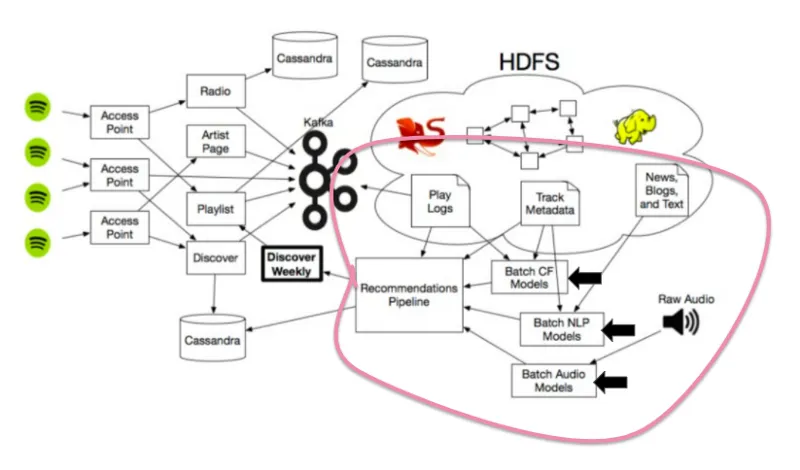 HDFS
Cassandra
Cassandra
Radio
Kafka
S
Access
Point
Artist
Page
Access
Point
Play
Logs
Track
Metadata
News,
Blogs,
and Text
Playlist
Access
Point
Discover
Discover
Weekly
Recommendations
Pipeline
Batch CF
Models
Raw Audio
Batch NLP
Models
Cassandra
Batch Audio
Models